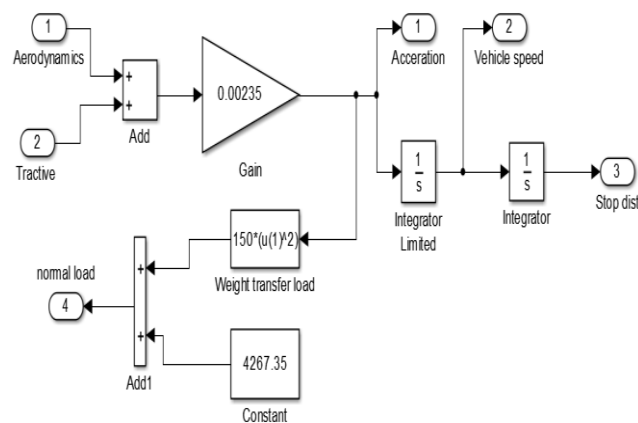 1
Aerodynamics
2
Tractive
+
+
Add
0.00235
Gain
1
Acceration
2
Vehicle speed
1
s
Integrator
Limited
1
s
Integrator
3
Stop dist
150*(u(1)^2)
Weight transfer load
normal load
4
+
+
Add1
4267.35
Constant